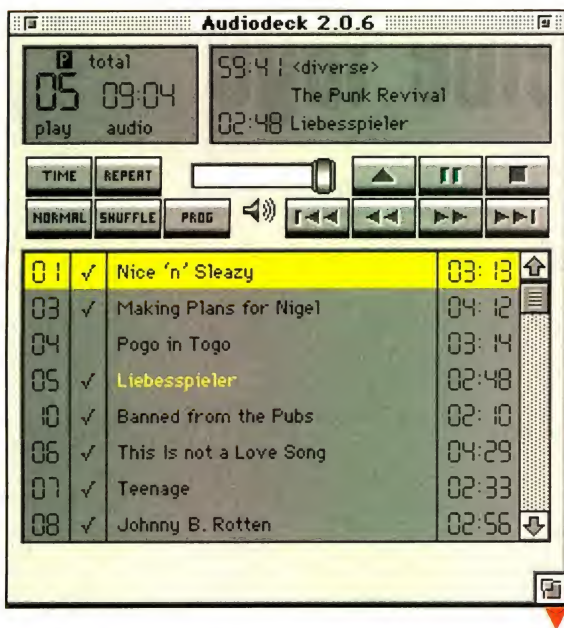 Audiodeck 2.0.6
P total
05 09:04
play audio
59:41 <diverse>
The Punk Revival
02:48 Liebesspieler
TIME REPEAT
NORMAL SHUFFLE PROG
01 ✓ Nice 'n' Sleazy 03:13
03 ✓ Making Plans for Nigel 04:12
04 Pogo in Togo 03:14
05 ✓ Liebesspieler 02:48
10 ✓ Banned from the Pubs 02:10
06 ✓ This Is not a Love Song 04:29
07 ✓ Teenage 02:33
08 ✓ Johnny B. Rotten 02:56